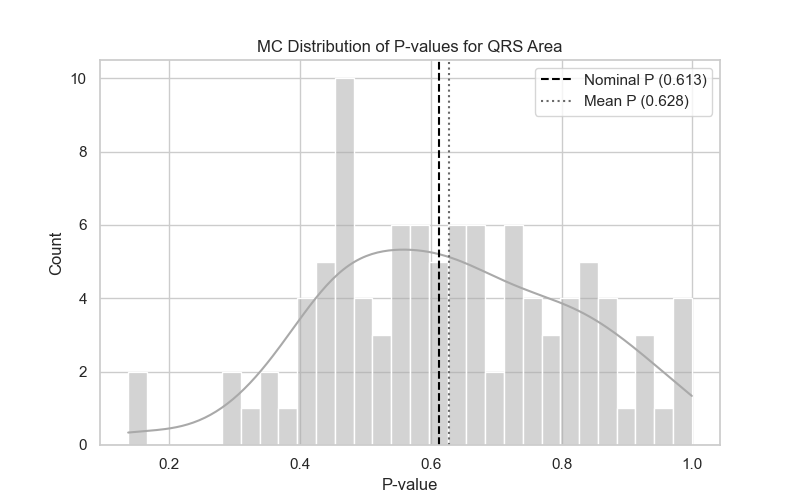 MC Distribution of P-values for QRS Area
Nominal P (0.613)
Mean P (0.628)
Count
10
8
6
4
2
0
0.2 0.4 0.6 0.8 1.0
P-value